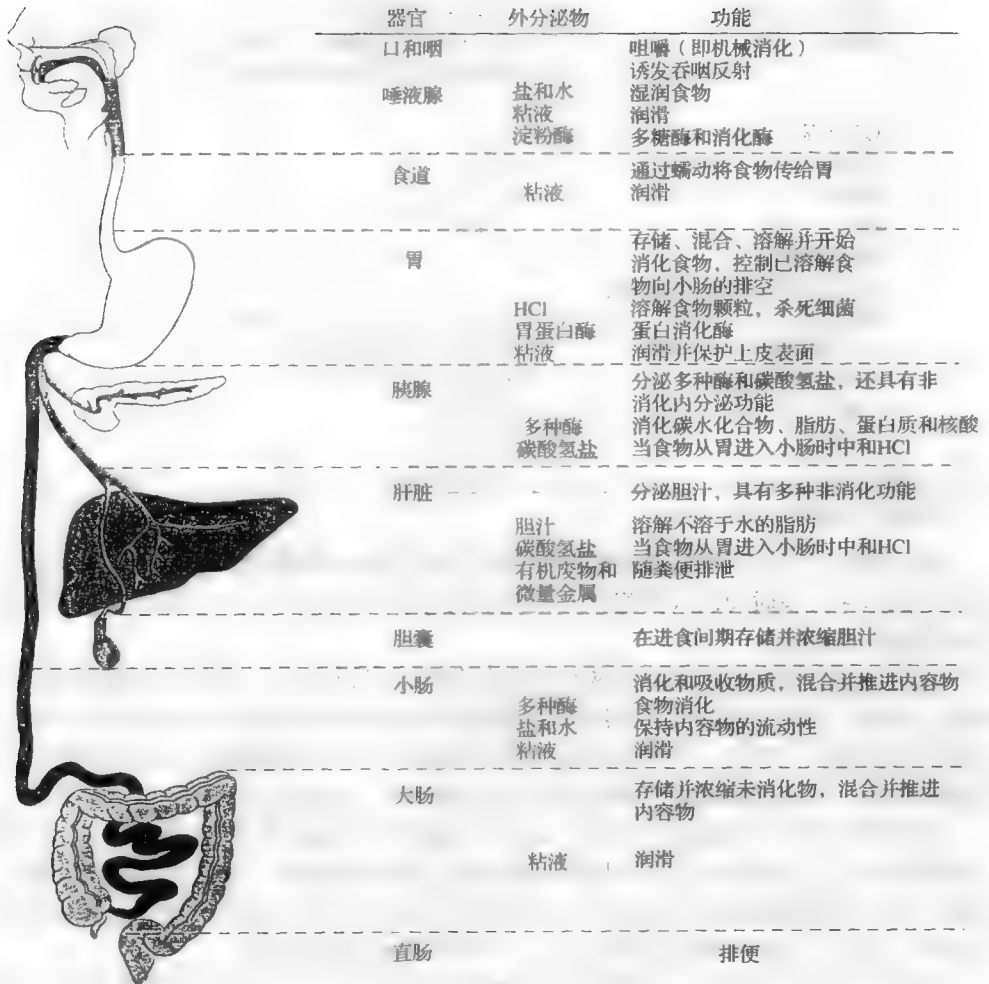 器官 外分泌物 功能
口和咽 咀嚼（即机械消化）
诱发吞咽反射
唾液腺 盐和水 湿润食物
粘液 润滑
淀粉酶 多糖酶和消化酶
食道 通过蠕动将食物传给胃
粘液 润滑
胃 存储、混合、溶解并开始
消化食物，控制已溶解食
物向小肠的排空
HCl 溶解食物颗粒，杀死细菌
胃蛋白酶 蛋白消化酶
粘液 润滑并保护上皮表面
胰腺 分泌多种酶和碳酸氢盐，还具有非
消化内分泌功能
多种酶 消化碳水化合物、脂肪、蛋白质和核酸
碳酸氢盐 当食物从胃进入小肠时中和HCl
肝脏 分泌胆汁，具有多种非消化功能
胆汁 溶解不溶于水的脂肪
碳酸氢盐 当食物从胃进入小肠时中和HCl
有机废物和 随粪便排泄
微量金属
胆囊 在进食间期存储并浓缩胆汁
小肠 消化和吸收物质，混合并推进内容物
多种酶 食物消化
盐和水 保持内容物的流动性
粘液 润滑
大肠 存储并浓缩未消化物，混合并推进
内容物
粘液 润滑
直肠 排便